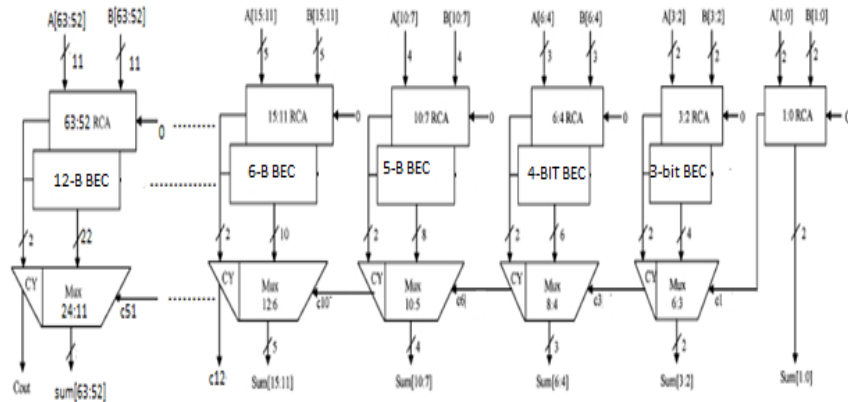 A[63:52] B[63:52] A[15:11] B[15:11] A[10:7] B[10:7] A[6:4] B[6:4] A[3:2] B[3:2] A[1:0] B[1:0]
11 11 5 5 4 4 3 3 2 2 2 2
63:52 RCA 0 15:11 RCA 0 10:7 RCA 0 6:4 RCA 0 3:2 RCA 0 1:0 RCA 0
12-B BEC 6-B BEC 5-B BEC 4-BIT BEC 3-bit BEC
2 22 2 10 2 8 2 6 2 4 2
CY Mux 24:11 c51 CY Mux 12:6 c10 CY Mux 10:5 c6 CY Mux 8:4 c3 CY Mux 6:3 c1
5 4 3 2
Cout sum[63:52] c12 Sum[15:11] Sum[10:7] Sum[6:4] Sum[3:2] Sum[1:0]